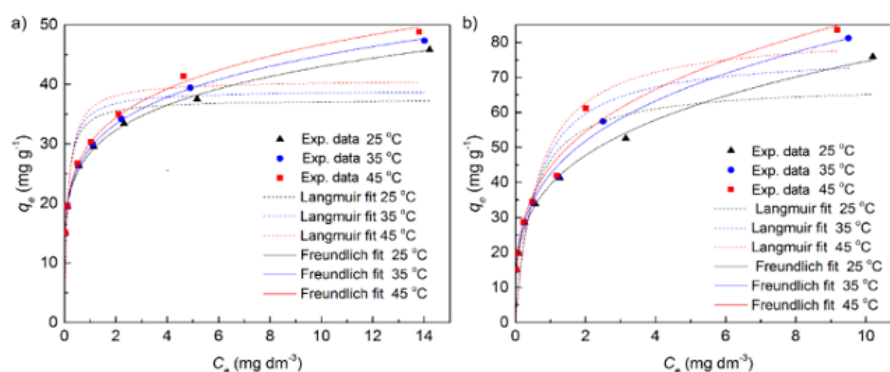 a)
50
40
30
20
10
0
qe (mg g⁻¹)
Exp. data 25 °C
Exp. data 35 °C
Exp. data 45 °C
Langmuir fit 25 °C
Langmuir fit 35 °C
Langmuir fit 45 °C
Freundlich fit 25 °C
Freundlich fit 35 °C
Freundlich fit 45 °C
0 2 4 6 8 10 12 14
Ce (mg dm⁻³)
b)
90
80
70
60
50
40
30
20
10
0
qe (mg g⁻¹)
Exp. data 25 °C
Exp. data 35 °C
Exp. data 45 °C
Langmuir fit 25 °C
Langmuir fit 35 °C
Langmuir fit 45 °C
Freundlich fit 25 °C
Freundlich fit 35 °C
Freundlich fit 45 °C
0 2 4 6 8 10
Ce (mg dm⁻³)